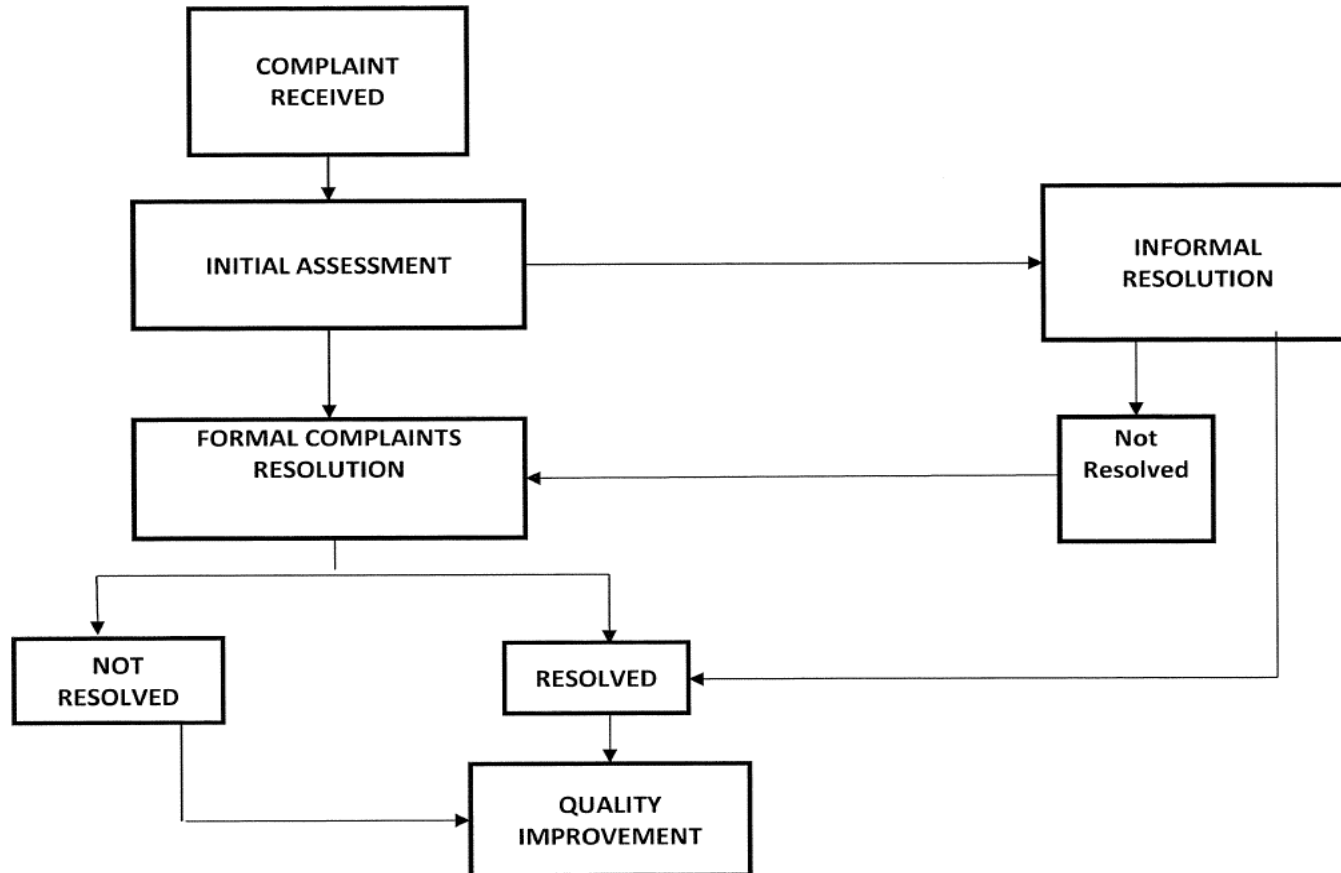 COMPLAINT
RECEIVED
INITIAL ASSESSMENT
INFORMAL
RESOLUTION
FORMAL COMPLAINTS
RESOLUTION
Not
Resolved
NOT
RESOLVED
RESOLVED
QUALITY
IMPROVEMENT